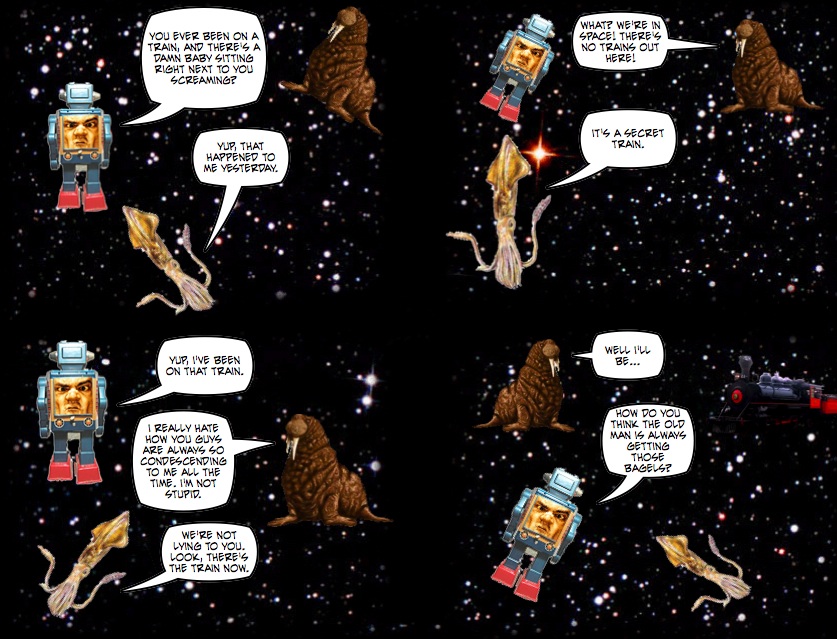 YOU EVER BEEN ON A
TRAIN, AND THERE'S A
DAMN BABY SITTING
RIGHT NEXT TO YOU
SCREAMING?
YUP, THAT
HAPPENED TO
ME YESTERDAY.
WHAT? WE'RE IN
SPACE! THERE'S
NO TRAINS OUT
HERE!
IT'S A SECRET
TRAIN.
YUP, I'VE BEEN
ON THAT TRAIN.
I REALLY HATE
HOW YOU GUYS
ARE ALWAYS SO
CONDESCENDING
TO ME ALL THE
TIME. I'M NOT
STUPID.
WE'RE NOT
LYING TO YOU.
LOOK, THERE'S
THE TRAIN NOW.
WELL I'LL
BE...
HOW DO YOU
THINK THE OLD
MAN IS ALWAYS
GETTING
THOSE
BAGELS?